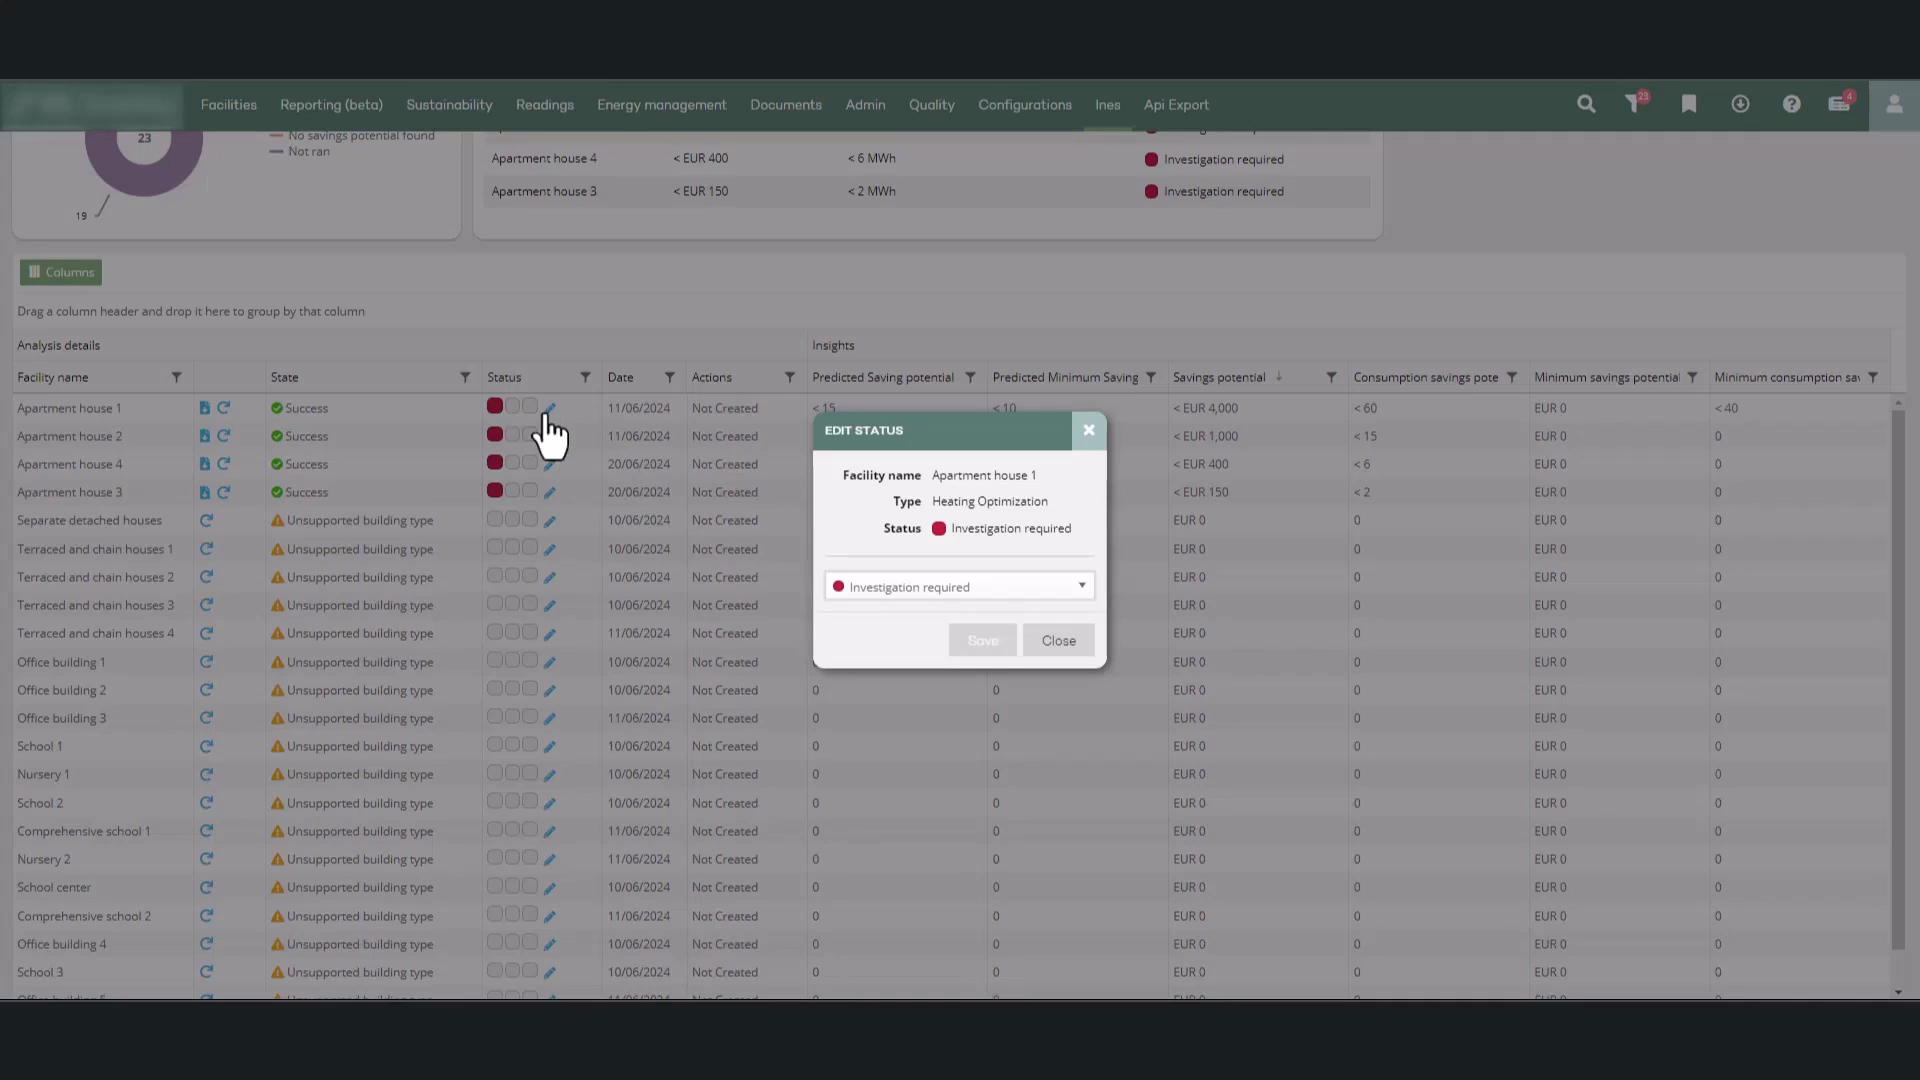 Facilities Reporting (beta) Sustainability Readings Energy management Documents Admin Quality Configurations Ines Api Export 23 4
23
No savings potential found
Not ran
19
Apartment house 4 < EUR 400 < 6 MWh Investigation required
Apartment house 3 < EUR 150 < 2 MWh Investigation required
Columns
Drag a column header and drop it here to group by that column
Analysis details Insights
Facility name State Status Date Actions Predicted Saving potential Predicted Minimum Saving Savings potential ↓ Consumption savings pote Minimum savings potential Minimum consumption sav
Apartment house 1 Success 11/06/2024 Not Created < 15 < 10 < EUR 4,000 < 60 EUR 0 < 40
Apartment house 2 Success 11/06/2024 Not Created < EUR 1,000 < 15 EUR 0 0
Apartment house 4 Success 20/06/2024 Not Created < EUR 400 < 6 EUR 0 0
Apartment house 3 Success 20/06/2024 Not Created < EUR 150 < 2 EUR 0 0
Separate detached houses Unsupported building type 10/06/2024 Not Created EUR 0 0 EUR 0 0
Terraced and chain houses 1 Unsupported building type 10/06/2024 Not Created EUR 0 0 EUR 0 0
Terraced and chain houses 2 Unsupported building type 10/06/2024 Not Created EUR 0 0 EUR 0 0
Terraced and chain houses 3 Unsupported building type 10/06/2024 Not Created EUR 0 0 EUR 0 0
Terraced and chain houses 4 Unsupported building type 11/06/2024 Not Created EUR 0 0 EUR 0 0
Office building 1 Unsupported building type 10/06/2024 Not Created EUR 0 0 EUR 0 0
Office building 2 Unsupported building type 10/06/2024 Not Created 0 0 EUR 0 0 EUR 0 0
Office building 3 Unsupported building type 11/06/2024 Not Created 0 0 EUR 0 0 EUR 0 0
School 1 Unsupported building type 10/06/2024 Not Created 0 0 EUR 0 0 EUR 0 0
Nursery 1 Unsupported building type 10/06/2024 Not Created 0 0 EUR 0 0 EUR 0 0
School 2 Unsupported building type 10/06/2024 Not Created 0 0 EUR 0 0 EUR 0 0
Comprehensive school 1 Unsupported building type 11/06/2024 Not Created 0 0 EUR 0 0 EUR 0 0
Nursery 2 Unsupported building type 11/06/2024 Not Created 0 0 EUR 0 0 EUR 0 0
School center Unsupported building type 10/06/2024 Not Created 0 0 EUR 0 0 EUR 0 0
Comprehensive school 2 Unsupported building type 11/06/2024 Not Created 0 0 EUR 0 0 EUR 0 0
Office building 4 Unsupported building type 10/06/2024 Not Created 0 0 EUR 0 0 EUR 0 0
School 3 Unsupported building type 10/06/2024 Not Created 0 0 EUR 0 0 EUR 0 0
EDIT STATUS
Facility name Apartment house 1
Type Heating Optimization
Status Investigation required
Investigation required
Save Close